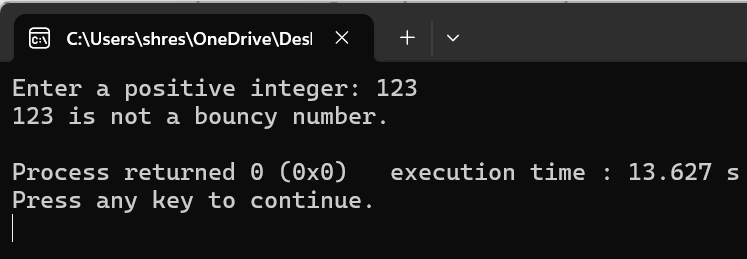 C:\Users\shres\OneDrive\Desl
Enter a positive integer: 123
123 is not a bouncy number.
Process returned 0 (0x0)   execution time : 13.627 s
Press any key to continue.